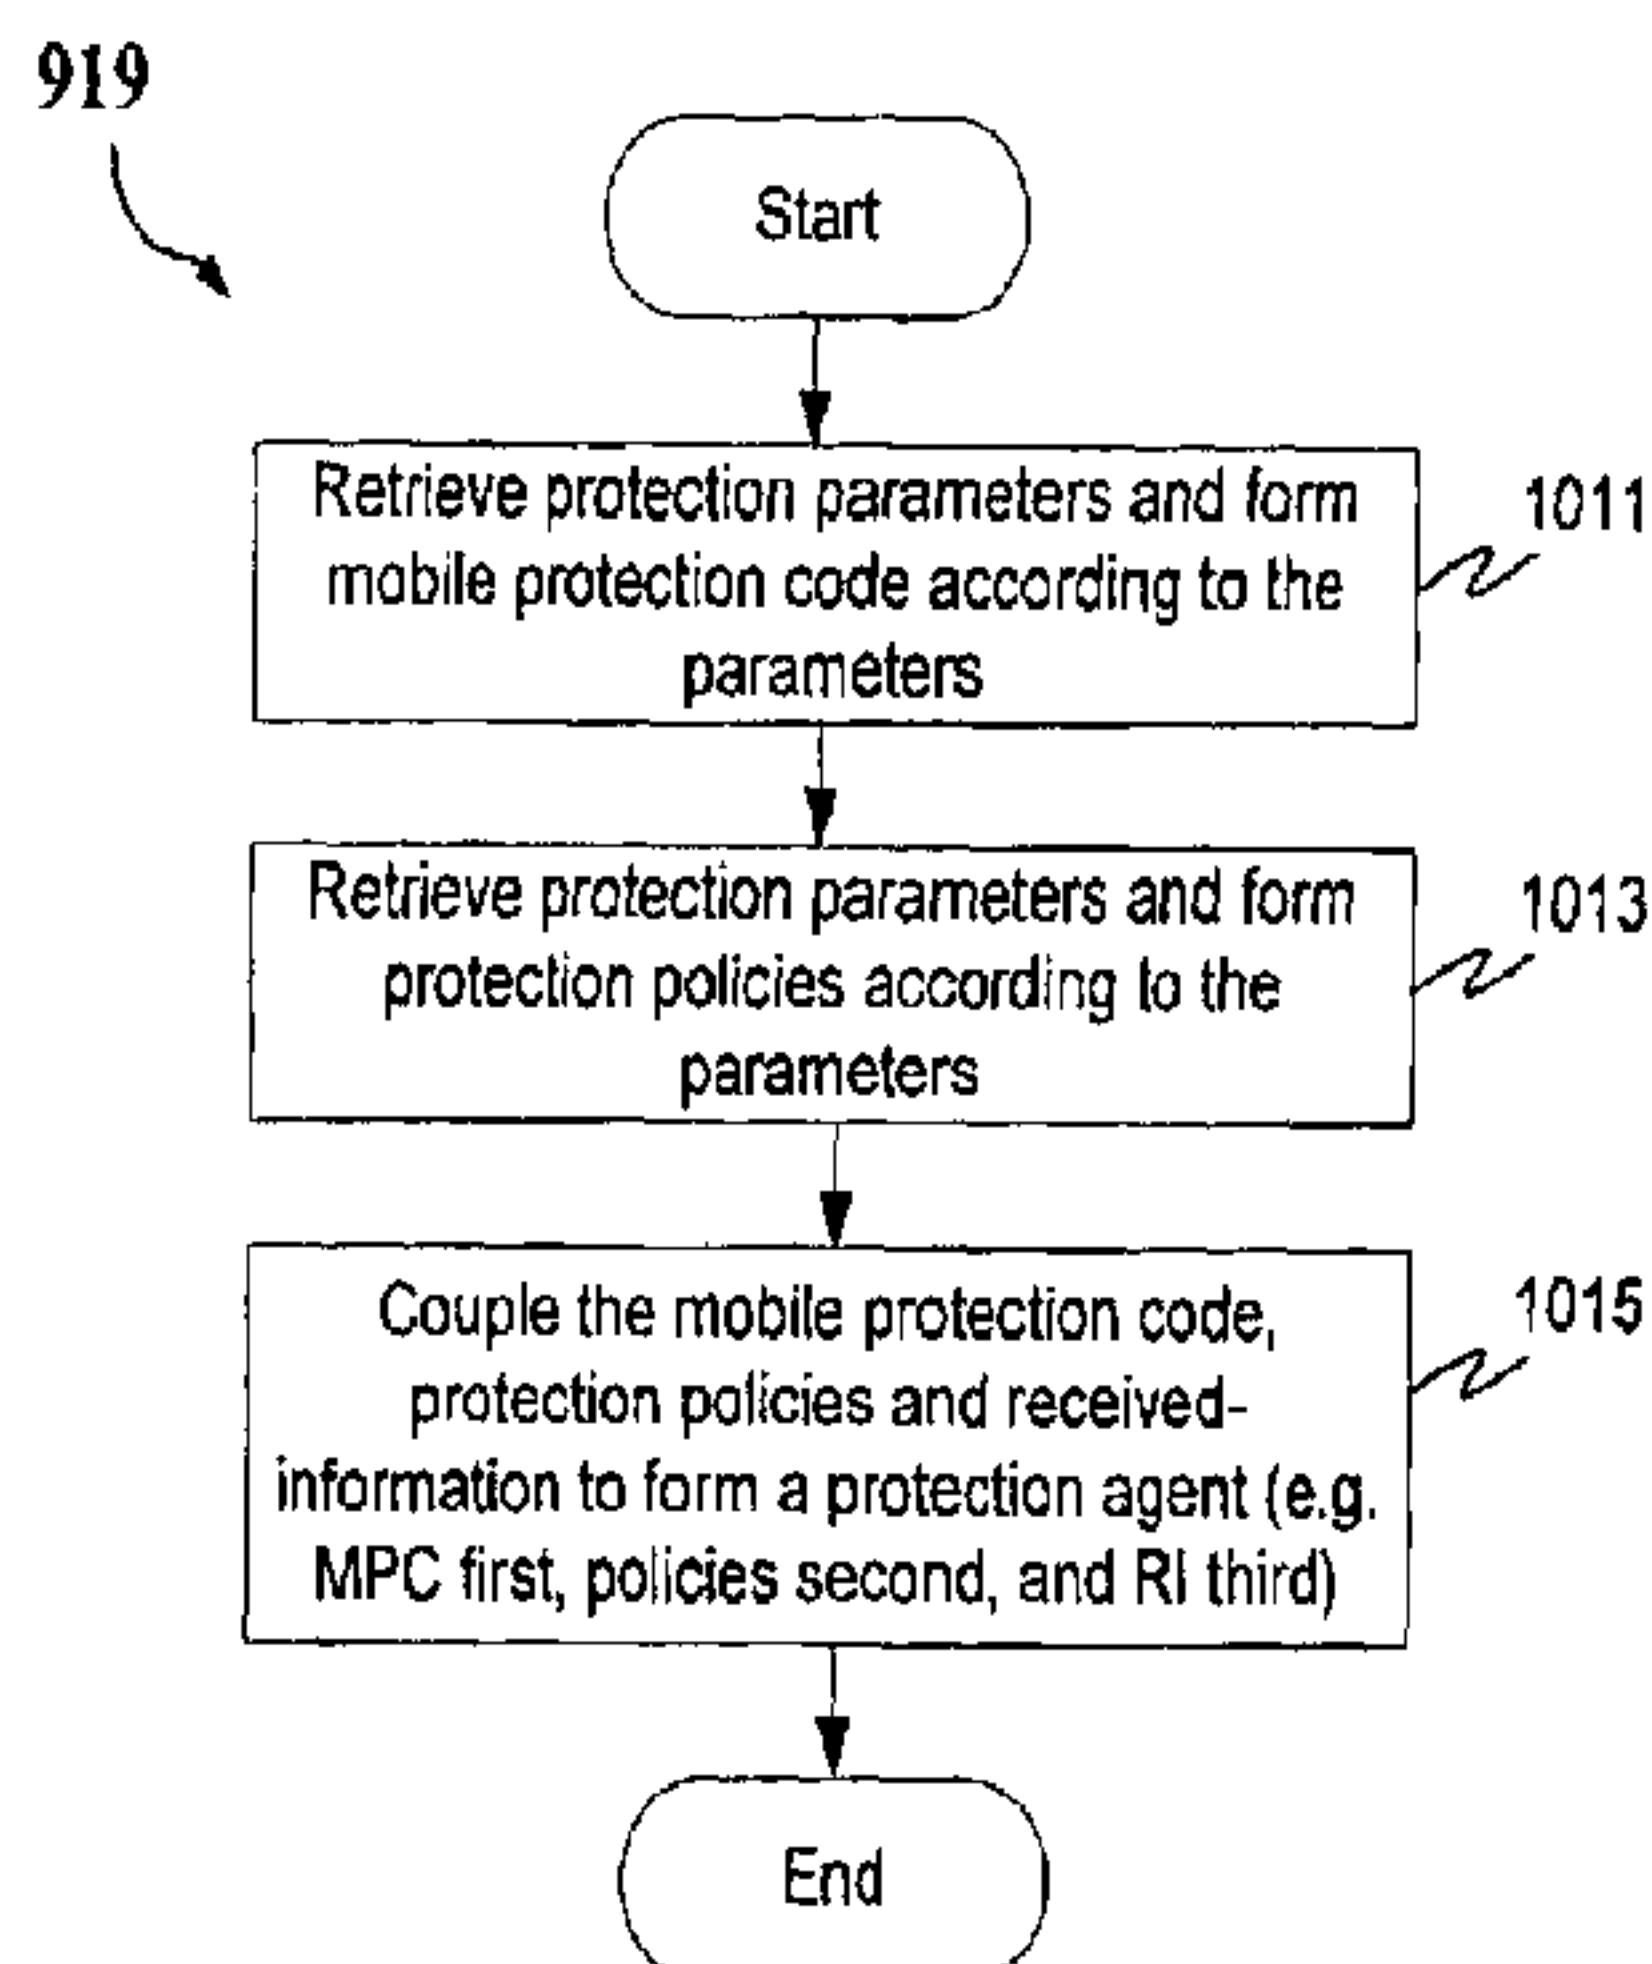 919
Start
Retrieve protection parameters and form
mobile protection code according to the
parameters
1011
Retrieve protection parameters and form
protection policies according to the
parameters
1013
Couple the mobile protection code,
protection policies and received-
information to form a protection agent (e.g.
MPC first, policies second, and RI third)
1015
End